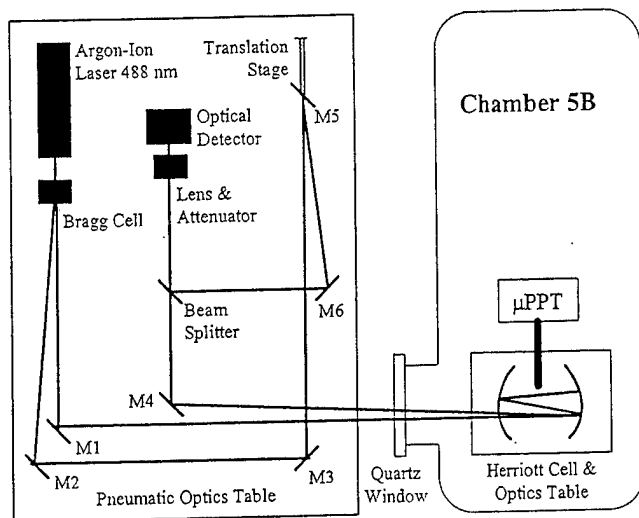 Argon-Ion
Laser 488 nm
Translation
Stage
M5
Chamber 5B
Optical
Detector
Lens &
Attenuator
Bragg Cell
Beam
Splitter
M6
μPPT
M4
M1
M2
M3
Pneumatic Optics Table
Quartz
Window
Herriott Cell &
Optics Table